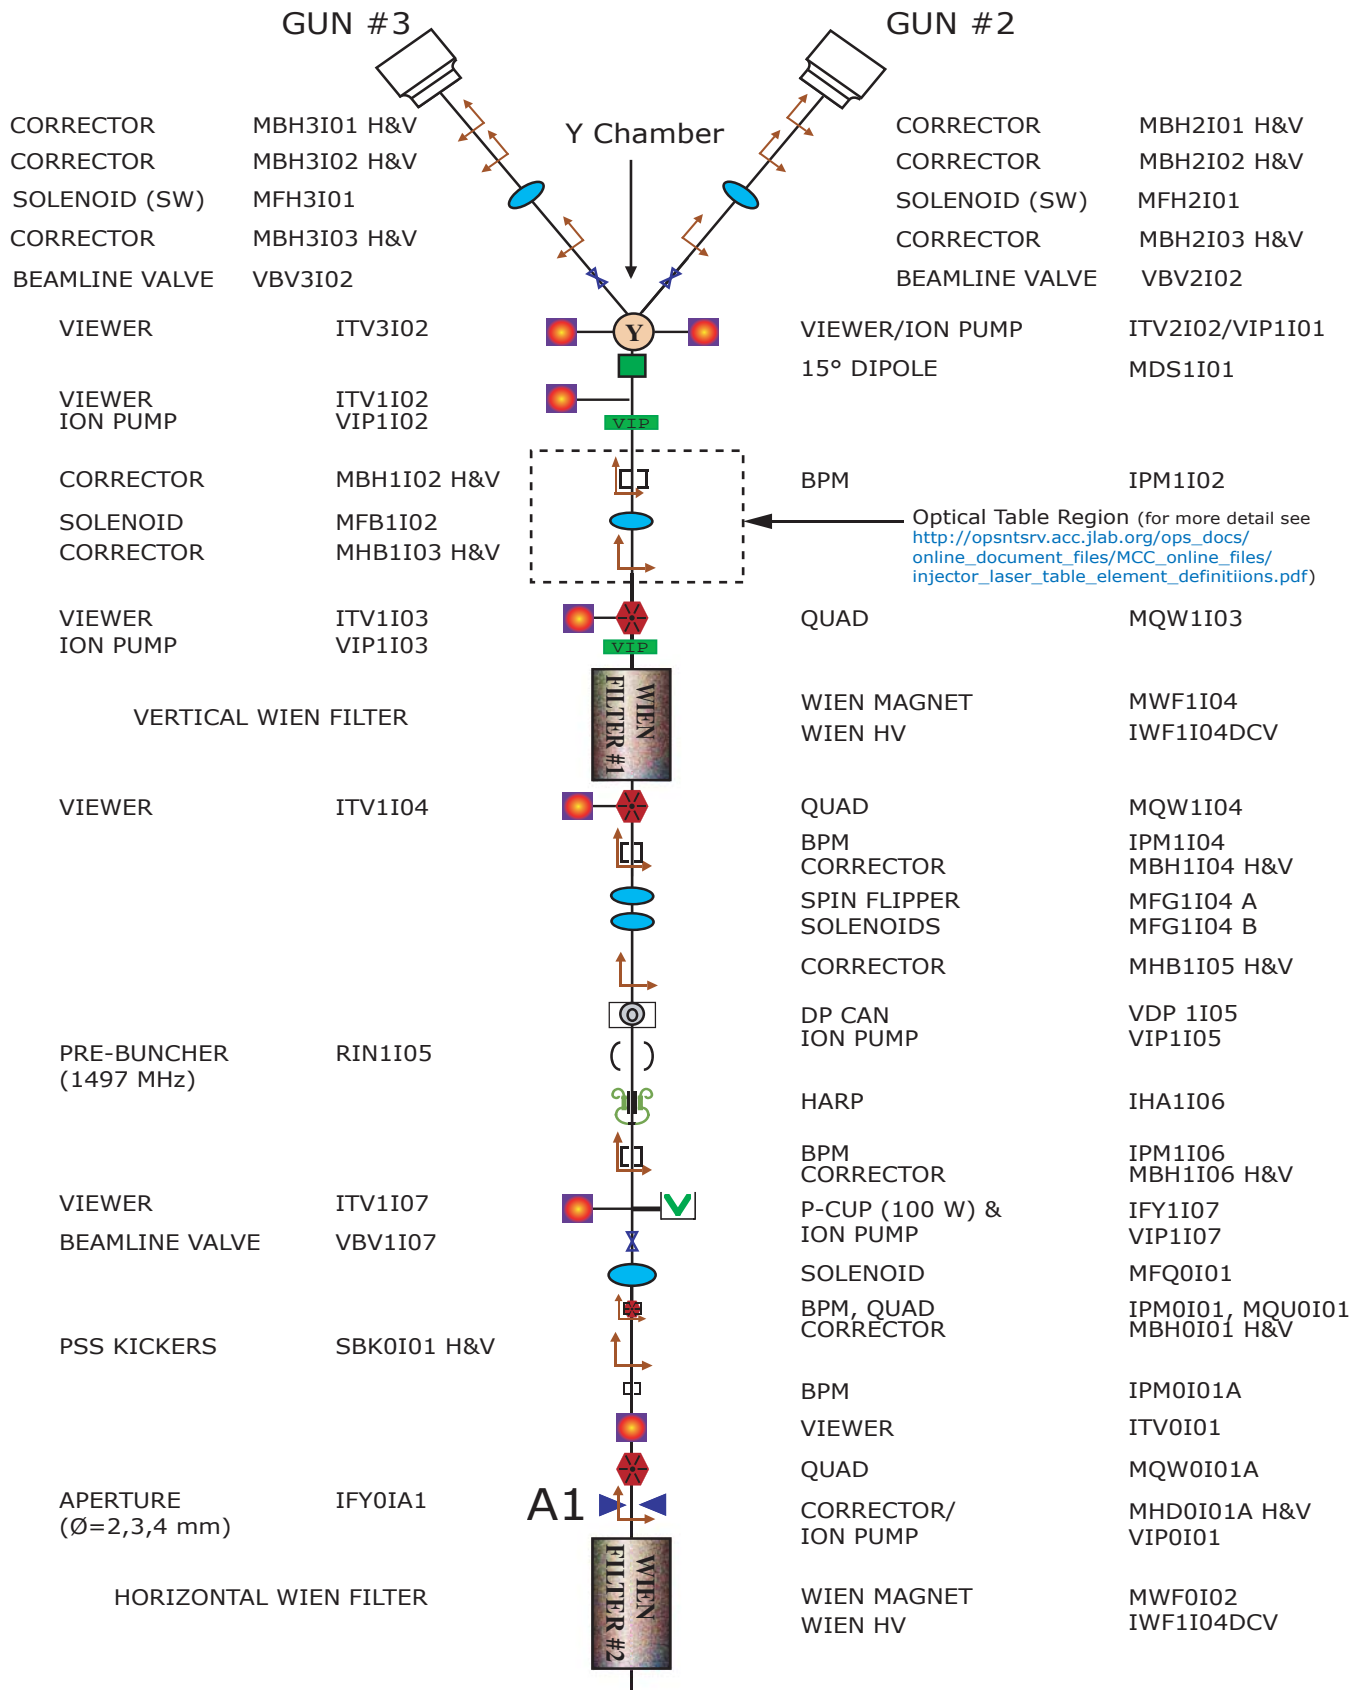 GUN #3
GUN #2
CORRECTOR MBH3I01 H&V
CORRECTOR MBH3I02 H&V
SOLENOID (SW) MFH3I01
CORRECTOR MBH3I03 H&V
BEAMLINE VALVE VBV3I02
Y Chamber
CORRECTOR MBH2I01 H&V
CORRECTOR MBH2I02 H&V
SOLENOID (SW) MFH2I01
CORRECTOR MBH2I03 H&V
BEAMLINE VALVE VBV2I02
VIEWER ITV3I02
Y
VIEWER/ION PUMP ITV2I02/VIP1I01
15° DIPOLE MDS1I01
VIEWER ITV1I02
ION PUMP VIP1I02
VIP
CORRECTOR MBH1I02 H&V
BPM IPM1I02
SOLENOID MFB1I02
CORRECTOR MHB1I03 H&V
Optical Table Region (for more detail see
http://opsntsrv.acc.jlab.org/ops_docs/
online_document_files/MCC_online_files/
injector_laser_table_element_definitiions.pdf)
VIEWER ITV1I03
QUAD MQW1I03
ION PUMP VIP1I03
VIP
VERTICAL WIEN FILTER
WIEN
FILTER #1
WIEN MAGNET MWF1I04
WIEN HV IWF1I04DCV
VIEWER ITV1I04
QUAD MQW1I04
BPM IPM1I04
CORRECTOR MBH1I04 H&V
SPIN FLIPPER MFG1I04 A
SOLENOIDS MFG1I04 B
CORRECTOR MHB1I05 H&V
DP CAN VDP 1I05
ION PUMP VIP1I05
PRE-BUNCHER RIN1I05
(1497 MHz)
HARP IHA1I06
BPM IPM1I06
CORRECTOR MBH1I06 H&V
VIEWER ITV1I07
P-CUP (100 W) & IFY1I07
ION PUMP VIP1I07
BEAMLINE VALVE VBV1I07
SOLENOID MFQ0I01
BPM, QUAD IPM0I01, MQU0I01
CORRECTOR MBH0I01 H&V
PSS KICKERS SBK0I01 H&V
BPM IPM0I01A
VIEWER ITV0I01
QUAD MQW0I01A
APERTURE IFY0IA1
(Ø=2,3,4 mm)
A1
CORRECTOR/ MHD0I01A H&V
ION PUMP VIP0I01
HORIZONTAL WIEN FILTER
WIEN
FILTER #2
WIEN MAGNET MWF0I02
WIEN HV IWF1I04DCV